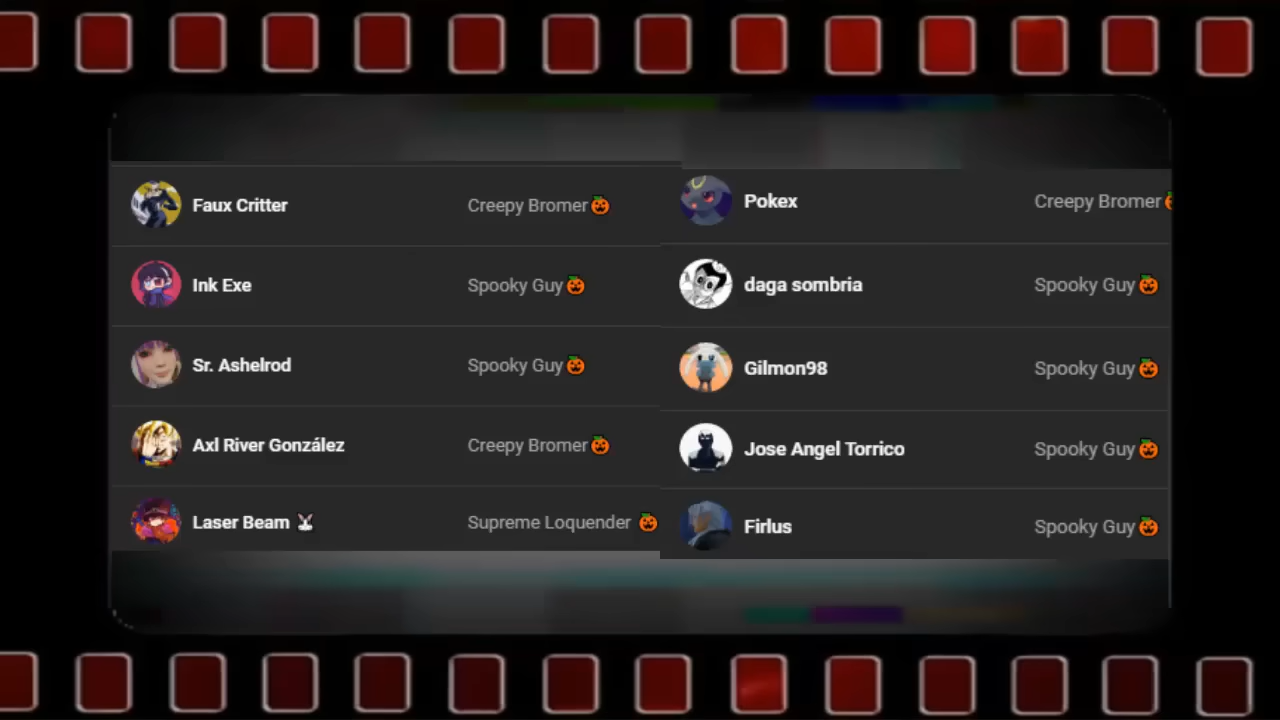 Faux Critter Creepy Bromer🎃
Ink Exe Spooky Guy🎃
Sr. Ashelrod Spooky Guy🎃
Axl River González Creepy Bromer🎃
Laser Beam 🐰 Supreme Loquender 🎃
Pokex Creepy Bromer🎃
daga sombria Spooky Guy🎃
Gilmon98 Spooky Guy🎃
Jose Angel Torrico Spooky Guy🎃
Firlus Spooky Guy🎃